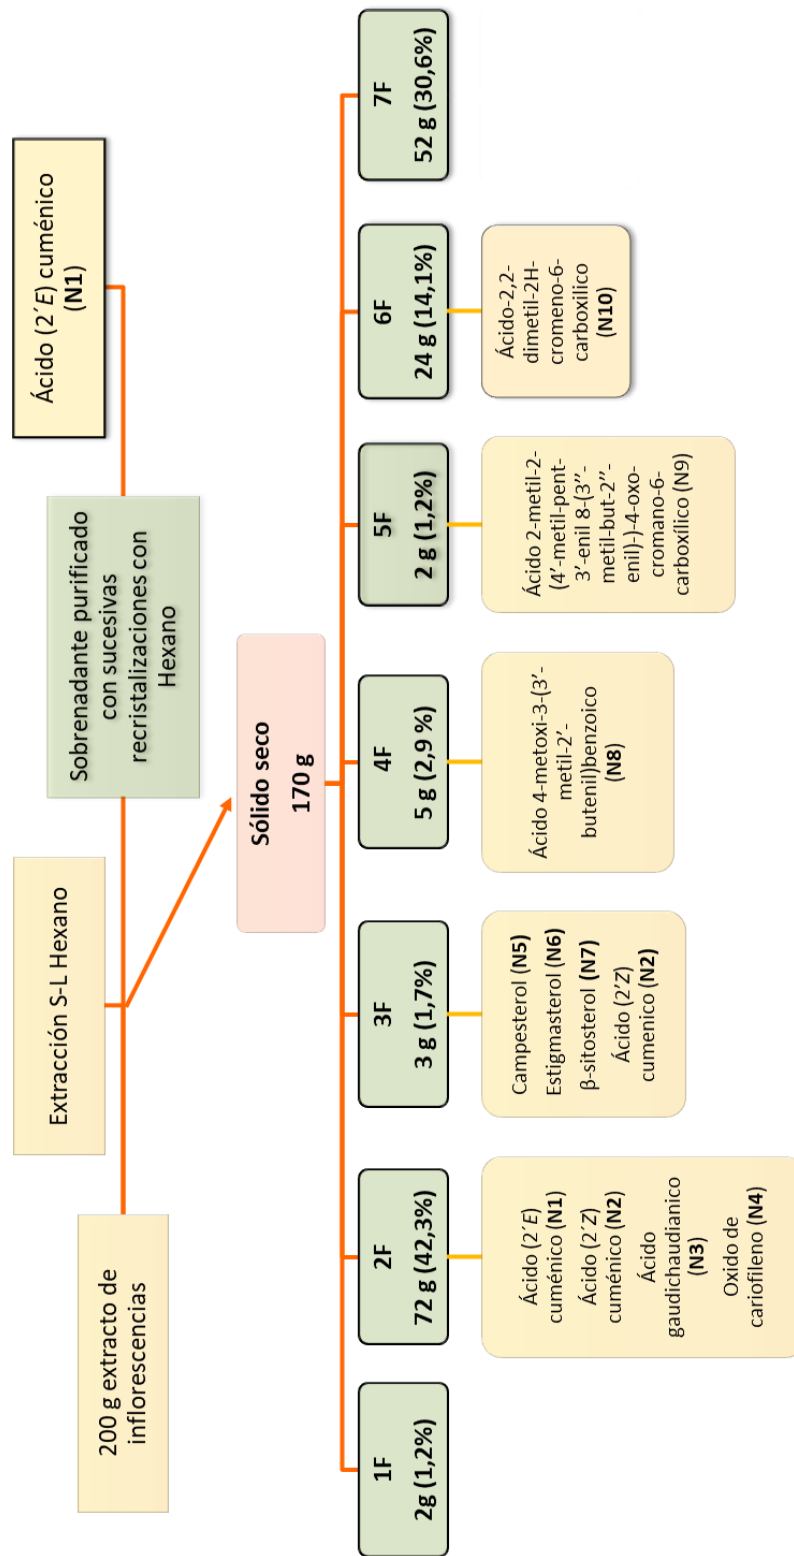 200 g extracto de
inflorescencias
Extracción S-L Hexano
Sobrenadante purificado
con sucesivas
recristalizaciones con
Hexano
Ácido (2´E) cuménico
(N1)
Sólido seco
170 g
1F
2g (1,2%)
2F
72 g (42,3%)
3F
3 g (1,7%)
4F
5 g (2,9 %)
5F
2 g (1,2%)
6F
24 g (14,1%)
7F
52 g (30,6%)
Ácido (2´E)
cuménico (N1)
Ácido (2´Z)
cuménico (N2)
Ácido
gaudichaudianico
(N3)
Oxido de
cariofileno (N4)
Campesterol (N5)
Estigmasterol (N6)
β-sitosterol (N7)
Ácido (2’Z)
cumenico (N2)
Ácido 4-metoxi-3-(3’-
metil-2’-
butenil)benzoico
(N8)
Ácido 2-metil-2-
(4’-metil-pent-
3’-enil 8-(3’’-
metil-but-2’’-
enil)-)-4-oxo-
cromano-6-
carboxílico (N9)
Ácido-2,2-
dimetil-2H-
cromeno-6-
carboxilico
(N10)